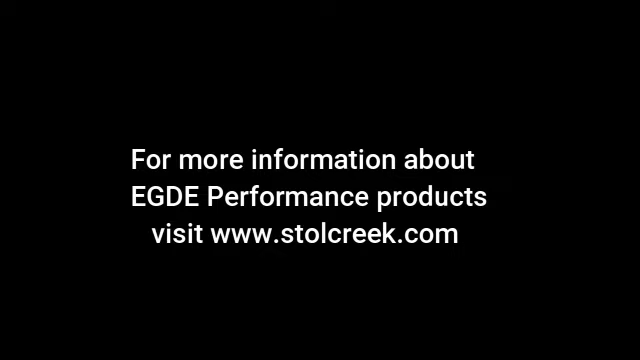 For more information about
EGDE Performance products
visit www.stolcreek.com